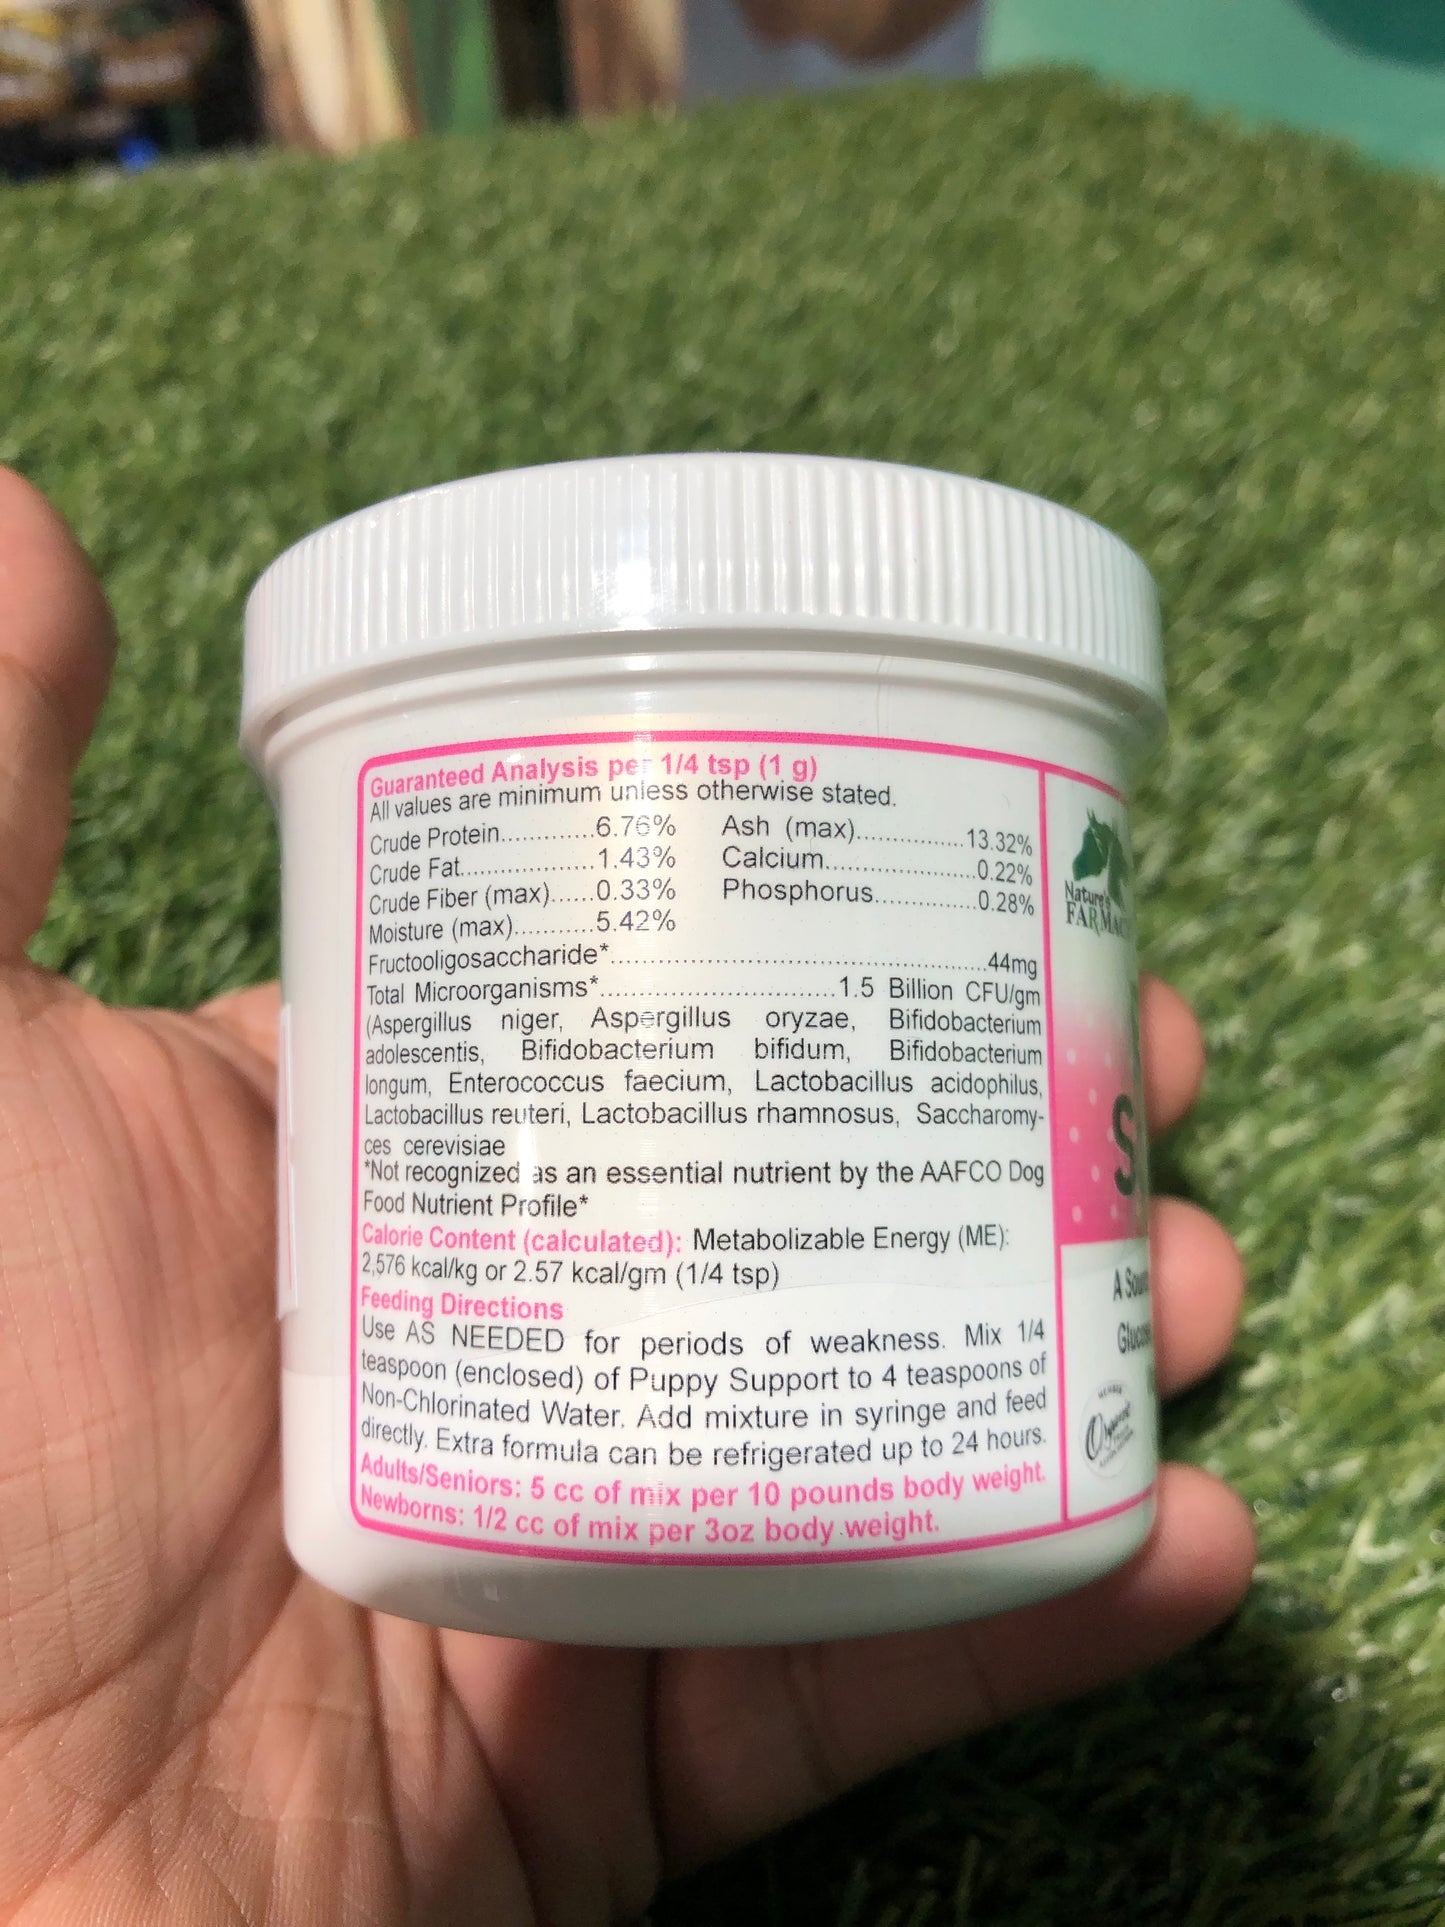 Guaranteed Analysis per 1/4 tsp (1 g)
All values are minimum unless otherwise stated.
Crude Protein.............6.76% Ash (max)................13.32%
Crude Fat...................1.43% Calcium......................0.22%
Crude Fiber (max)......0.33% Phosphorus...............0.28%
Moisture (max)...........5.42%
Fructooligosaccharide*......................................................44mg
Total Microorganisms*.................................1.5 Billion CFU/gm
(Aspergillus niger, Aspergillus oryzae, Bifidobacterium
adolescentis, Bifidobacterium bifidum, Bifidobacterium
longum, Enterococcus faecium, Lactobacillus acidophilus,
Lactobacillus reuteri, Lactobacillus rhamnosus, Saccharomy-
ces cerevisiae
*Not recognized as an essential nutrient by the AAFCO Dog
Food Nutrient Profile*
Calorie Content (calculated): Metabolizable Energy (ME):
2,576 kcal/kg or 2.57 kcal/gm (1/4 tsp)
Feeding Directions
Use AS NEEDED for periods of weakness. Mix 1/4
teaspoon (enclosed) of Puppy Support to 4 teaspoons of
Non-Chlorinated Water. Add mixture in syringe and feed
directly. Extra formula can be refrigerated up to 24 hours.
Adults/Seniors: 5 cc of mix per 10 pounds body weight.
Newborns: 1/2 cc of mix per 3oz body weight.
Nature's
FARMAC
S
A Sour
MEMBER
Organic